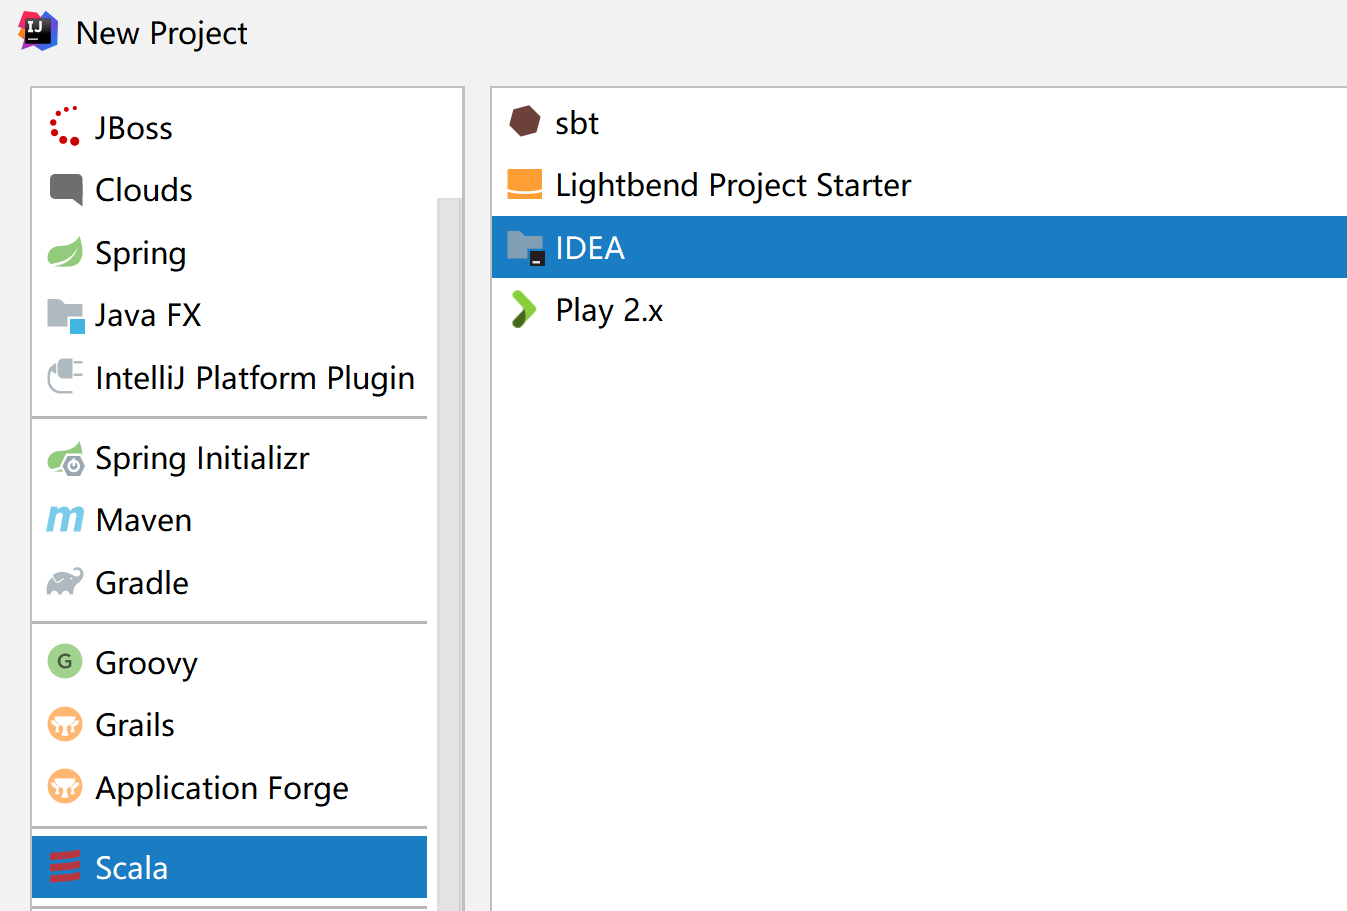 IJ
New Project
JBoss
Clouds
Spring
Java FX
IntelliJ Platform Plugin
Spring Initializr
m Maven
Gradle
G Groovy
Grails
Application Forge
Scala
sbt
Lightbend Project Starter
IDEA
Play 2.x